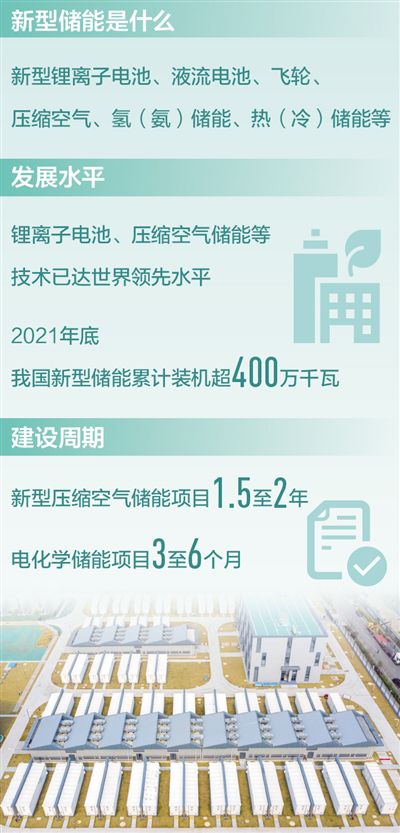 新型储能是什么
新型锂离子电池、液流电池、飞轮、
压缩空气、氢（氨）储能、热（冷）储能等
发展水平
锂离子电池、压缩空气储能等
技术已达世界领先水平
2021年底
我国新型储能累计装机超400万千瓦
建设周期
新型压缩空气储能项目1.5至2年
电化学储能项目3至6个月